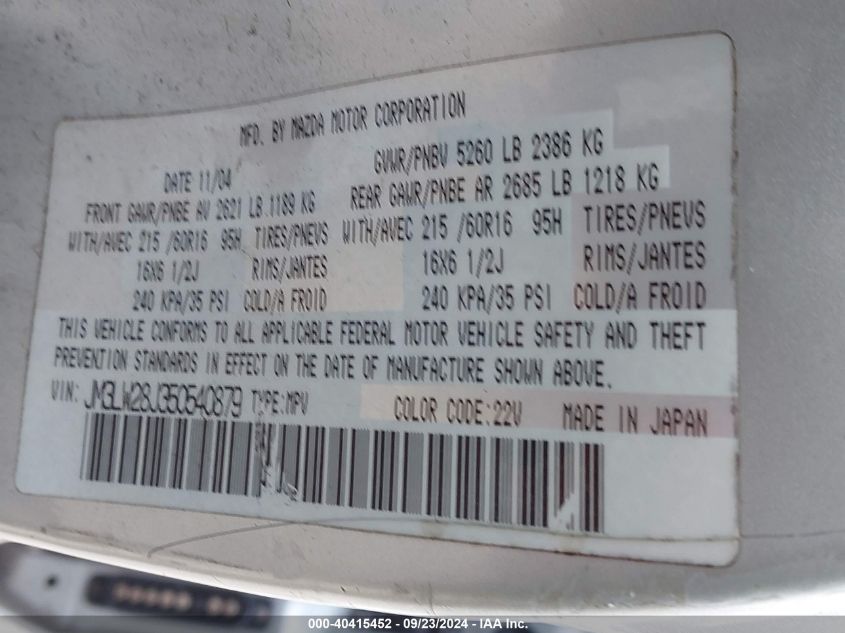 MFD. BY MAZDA MOTOR CORPORATION
DATE 11/04 GVWR/PNBV 5260 LB 2386 KG
FRONT GAWR/PNBE AV 2621 LB 1189 KG REAR GAWR/PNBE AR 2685 LB 1218 KG
WITH/AVEC 215 /60R16 95H TIRES/PNEVS WITH/AVEC 215 /60R16 95H TIRES/PNEVS
16X6 1/2J RIMS/JANTES 16X6 1/2J RIMS/JANTES
240 KPA/35 PSI COLD/A FROID 240 KPA/35 PSI COLD/A FROID
THIS VEHICLE CONFORMS TO ALL APPLICABLE FEDERAL MOTOR VEHICLE SAFETY AND THEFT
PREVENTION STANDARDS IN EFFECT ON THE DATE OF MANUFACTURE SHOWN ABOVE.
VIN: JM3LW28J350540879 TYPE:MPV COLOR CODE:22V MADE IN JAPAN
000-40415452 - 09/23/2024 - IAA Inc.